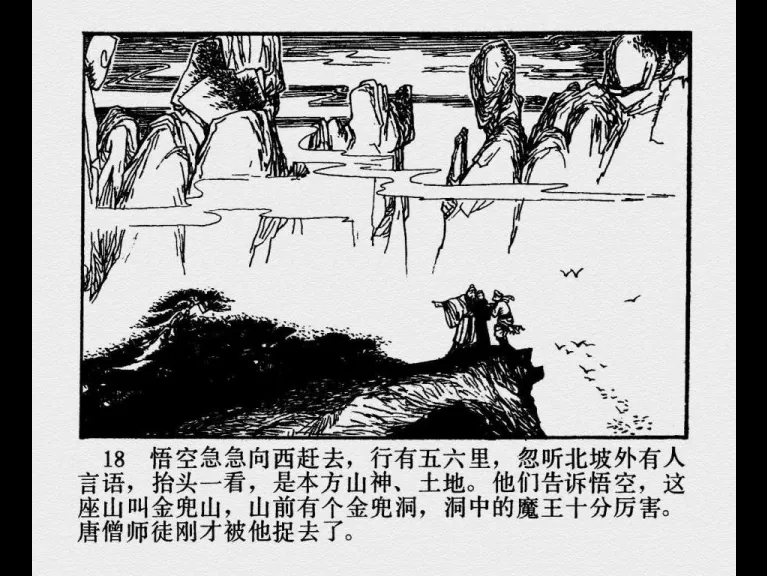 18 悟空急急向西赶去，行有五六里，忽听北坡外有人
言语，抬头一看，是本方山神、土地。他们告诉悟空，这
座山叫金兜山，山前有个金兜洞，洞中的魔王十分厉害。
唐僧师徒刚才被他捉去了。